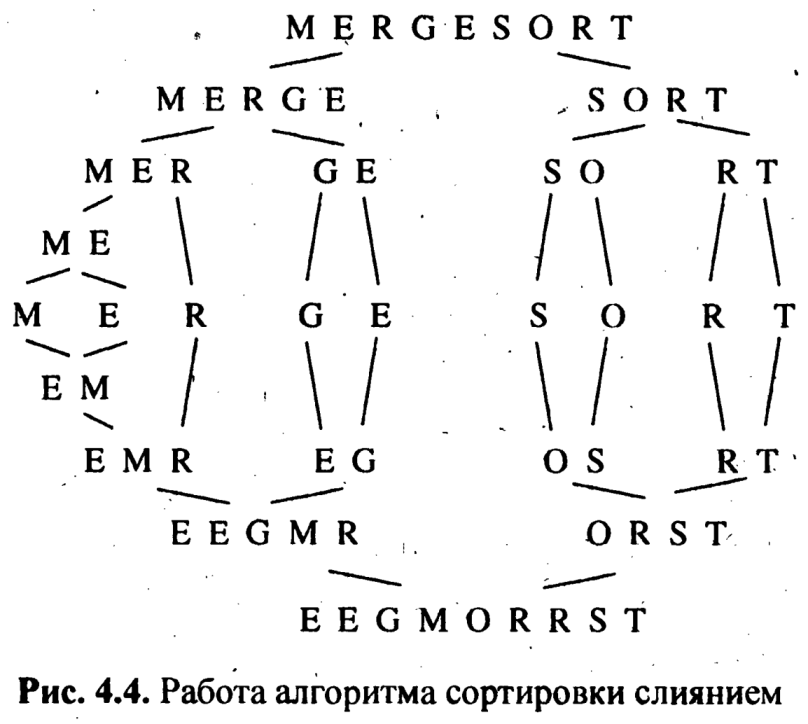 M E R G E S O R T
M E R G E S O R T
M E R G E S O R T
M E
M E R G E S O R T
E M
E M R E G O S R T
E E G M R O R S T
E E G M O R R S T
Рис. 4.4. Работа алгоритма сортировки слиянием